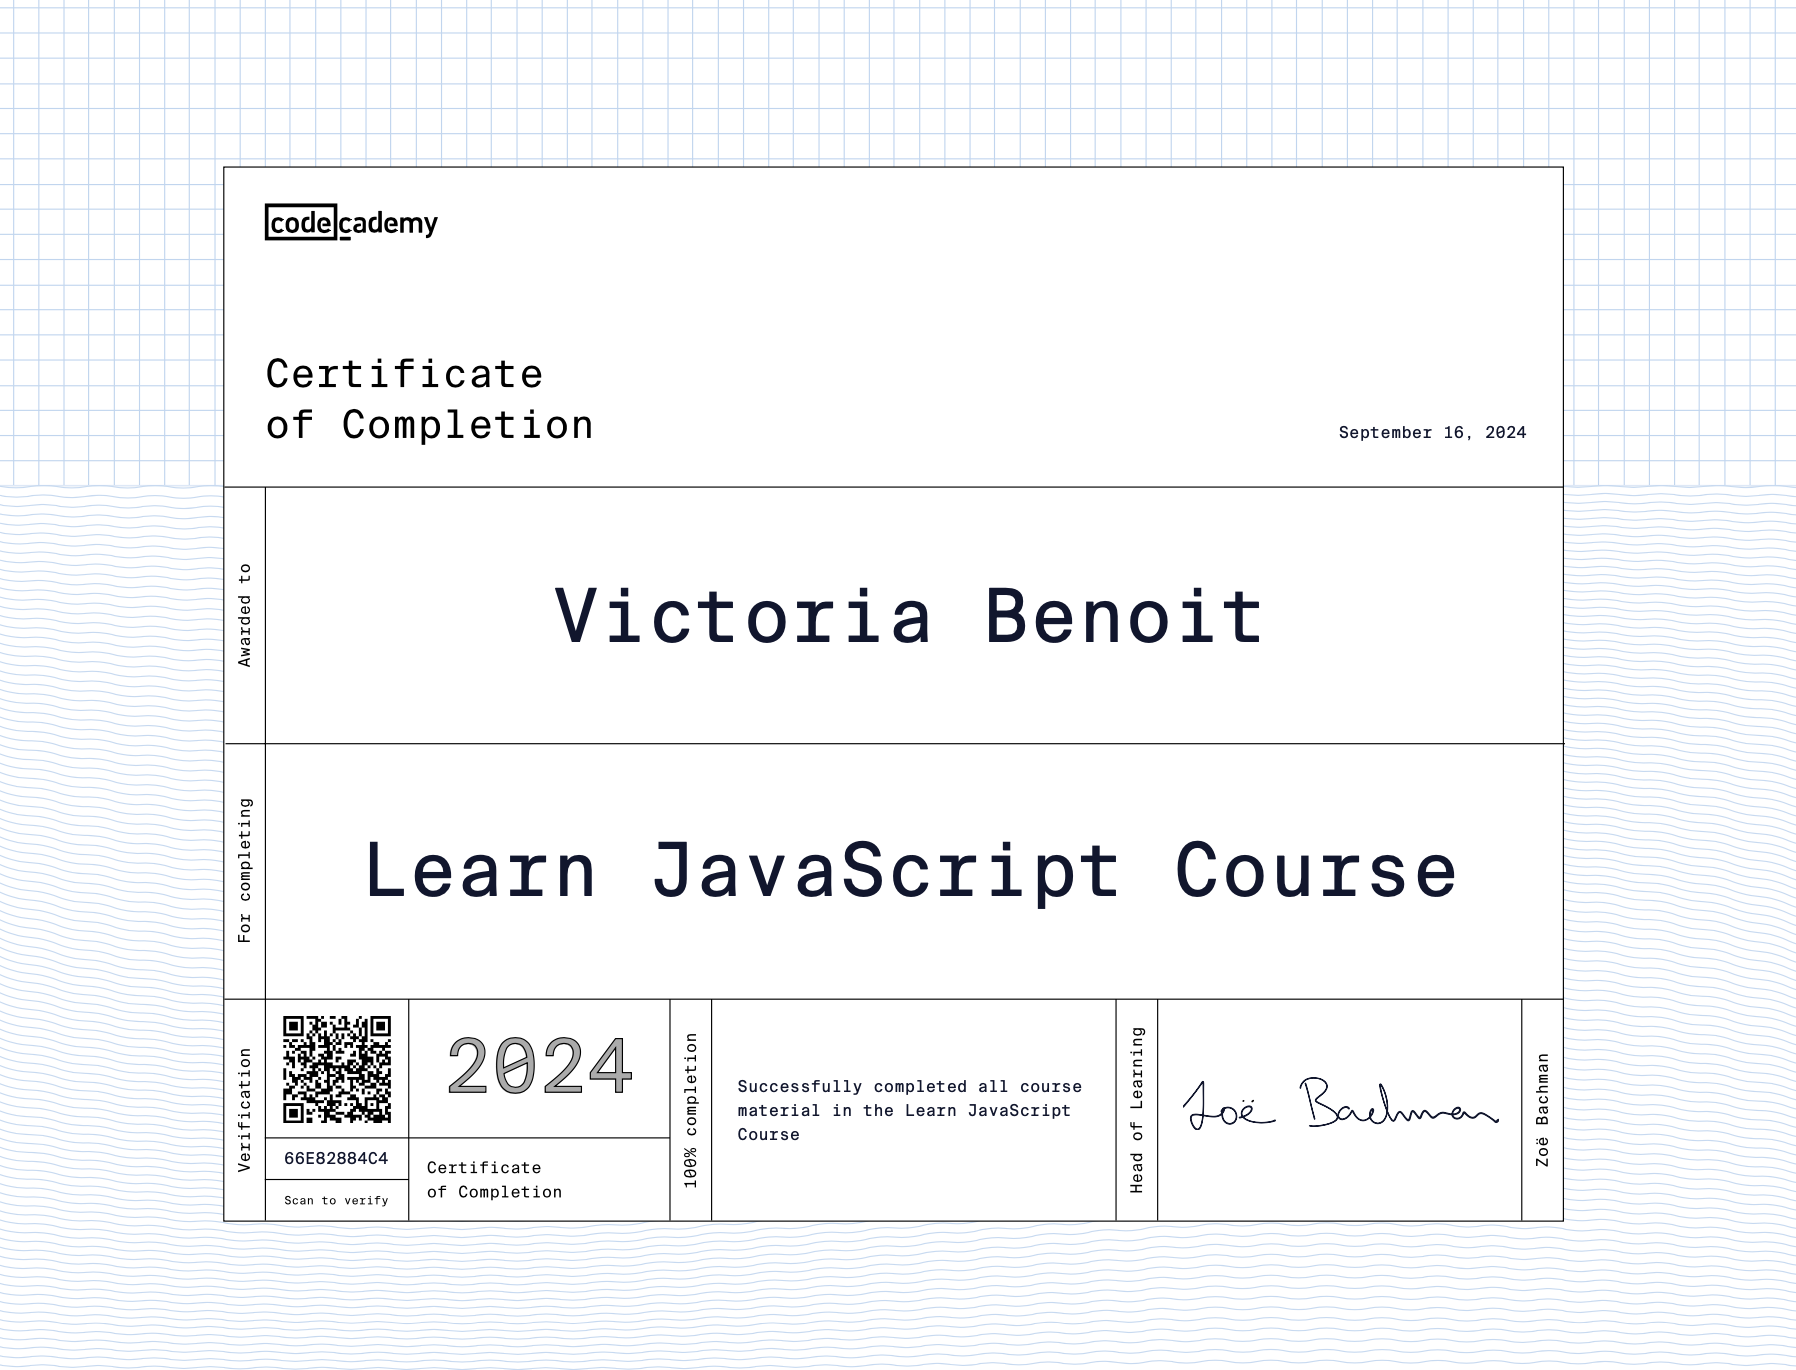 codecademy
Certificate
of Completion
September 16, 2024
Awarded to
Victoria Benoit
For completing
Learn JavaScript Course
Verification
66E82884C4
Scan to verify
2024
Certificate
of Completion
100% completion
Successfully completed all course
material in the Learn JavaScript
Course
Head of Learning
Zoë Bachman
Zoë Bachman